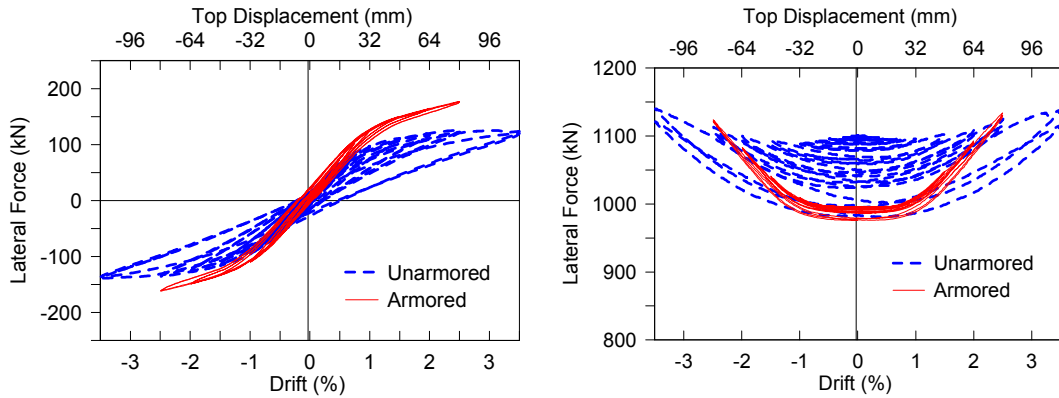 Top Displacement (mm)
-96 -64 -32 0 32 64 96
200
100
0
-100
-200
Lateral Force (kN)
Unarmored
Armored
-3 -2 -1 0 1 2 3
Drift (%)
Top Displacement (mm)
-96 -64 -32 0 32 64 96
1200
1100
1000
900
800
Lateral Force (kN)
Unarmored
Armored
-3 -2 -1 0 1 2 3
Drift (%)